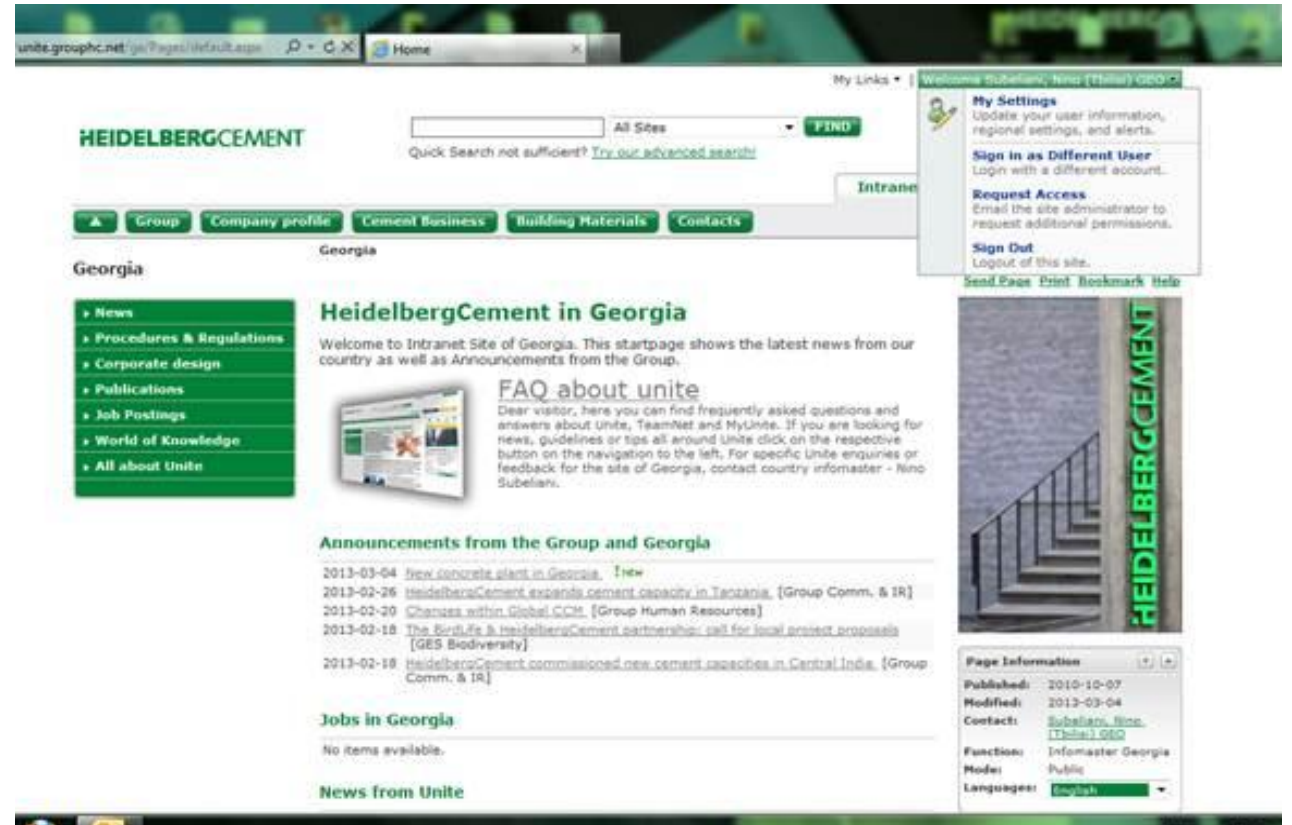 unite.grouphc.net/ge/Pages/default.aspx
Home
My Links
Welcome Subeliani, Nino (Tbilisi) GEO
My Settings
Update your user information,
regional settings, and alerts.
Sign in as Different User
Login with a different account.
Request Access
Email the site administrator to
request additional permissions.
Sign Out
Logout of this site.
HEIDELBERGCEMENT
All Sites
FIND
Quick Search not sufficient? Try our advanced search!
Intrane
Group Company profile Cement Business Building Materials Contacts
Georgia
Georgia
Send Page Print Bookmark Help
News
Procedures & Regulations
Corporate design
Publications
Job Postings
World of Knowledge
All about Unite
HeidelbergCement in Georgia
Welcome to Intranet Site of Georgia. This startpage shows the latest news from our
country as well as Announcements from the Group.
FAQ about unite
Dear visitor, here you can find frequently asked questions and
answers about Unite, TeamNet and MyUnite. If you are looking for
news, guidelines or tips all around Unite click on the respective
button on the navigation to the left. For specific Unite enquiries or
feedback for the site of Georgia, contact country infomaster - Nino
Subeliani.
HEIDELBERGCEMENT
Announcements from the Group and Georgia
2013-03-04 New concrete plant in Georgia. !new
2013-02-26 HeidelbergCement expands cement capacity in Tanzania. [Group Comm. & IR]
2013-02-20 Changes within Global CCM. [Group Human Resources]
2013-02-18 The BirdLife & HeidelbergCement partnership: call for local project proposals
[GES Biodiversity]
2013-02-18 HeidelbergCement commissioned new cement capacities in Central India. [Group
Comm. & IR]
Jobs in Georgia
No items available.
News from Unite
Page Information
Published: 2010-10-07
Modified: 2013-03-04
Contact: Subeliani, Nino
(Tbilisi) GEO
Function: Infomaster Georgia
Mode: Public
Languages: English